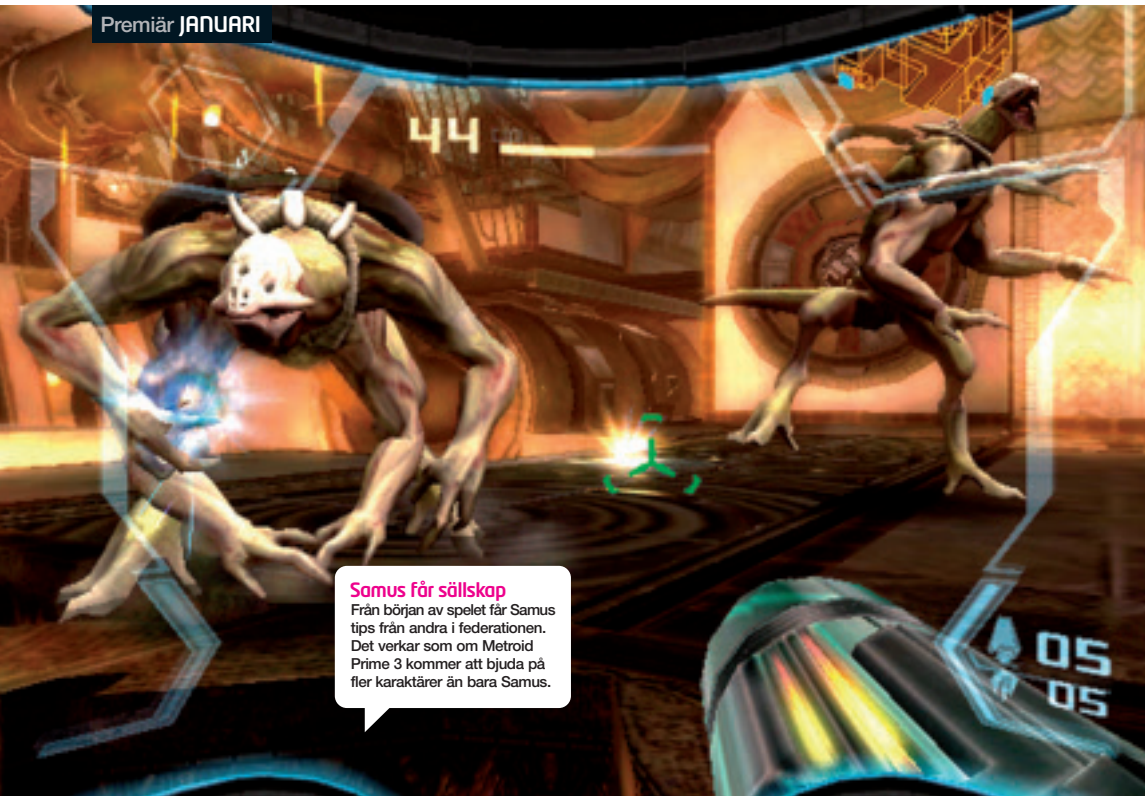 Premiär JANUARI
44
Samus får sällskap
Från början av spelet får Samus
tips från andra i federationen.
Det verkar som om Metroid
Prime 3 kommer att bjuda på
fler karaktärer än bara Samus.
05
05